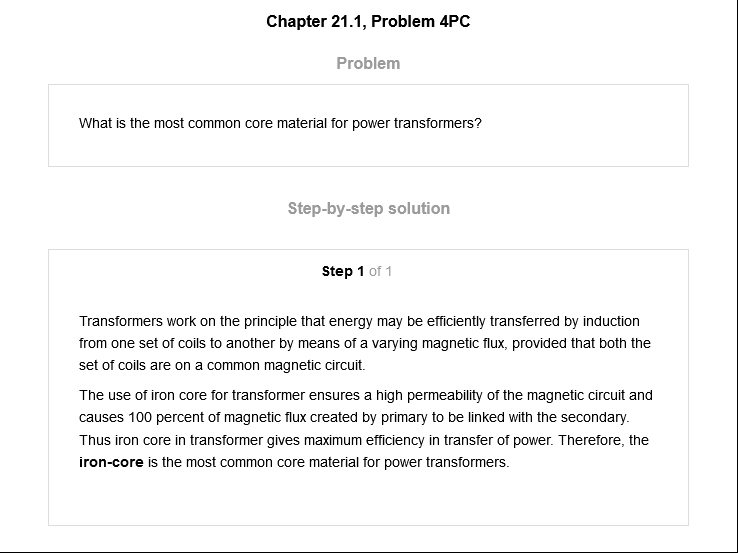 Chapter 21.1, Problem 4PC
Problem
What is the most common core material for power transformers?
Step-by-step solution
Step 1 of 1
Transformers work on the principle that energy may be efficiently transferred by induction
from one set of coils to another by means of a varying magnetic flux, provided that both the
set of coils are on a common magnetic circuit.
The use of iron core for transformer ensures a high permeability of the magnetic circuit and
causes 100 percent of magnetic flux created by primary to be linked with the secondary.
Thus iron core in transformer gives maximum efficiency in transfer of power. Therefore, the
iron-core is the most common core material for power transformers.